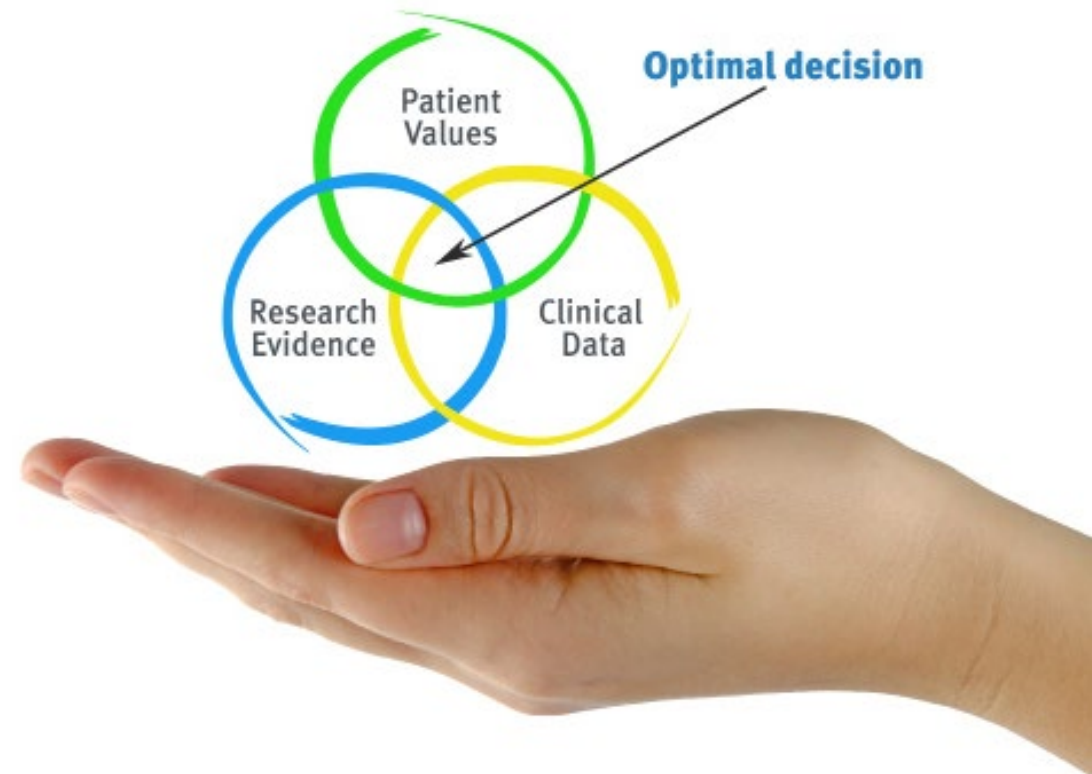 Optimal decision
Patient
Values
Research
Evidence
Clinical
Data